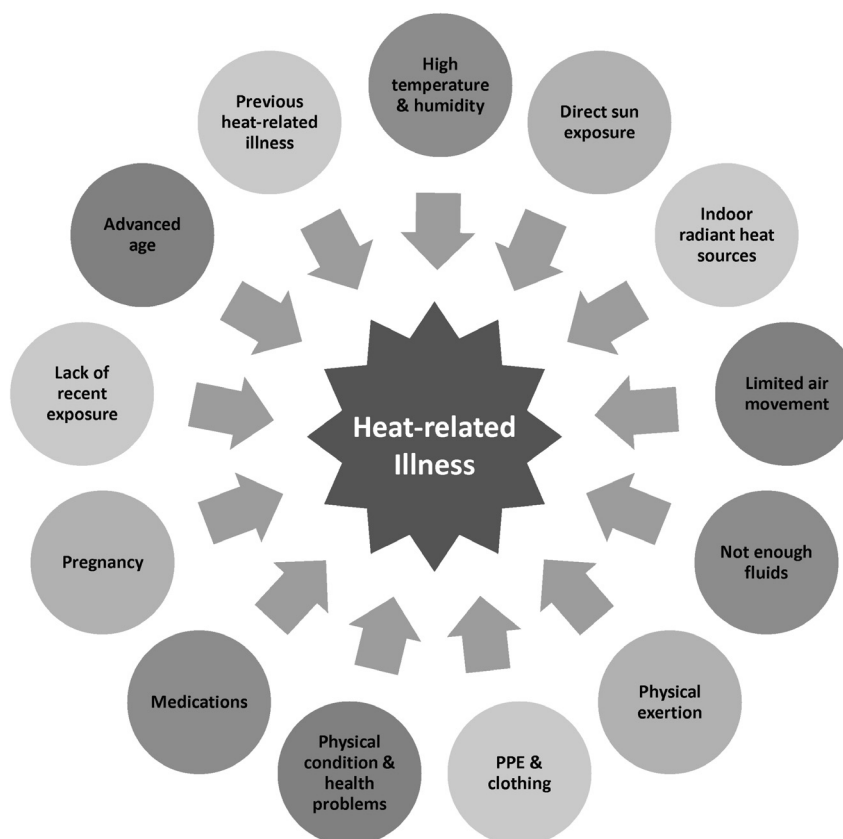 High
temperature
& humidity
Direct sun
exposure
Indoor
radiant heat
sources
Limited air
movement
Not enough
fluids
Physical
exertion
PPE &
clothing
Physical
condition &
health
problems
Medications
Pregnancy
Lack of
recent
exposure
Advanced
age
Previous
heat-related
illness
Heat-related
Illness